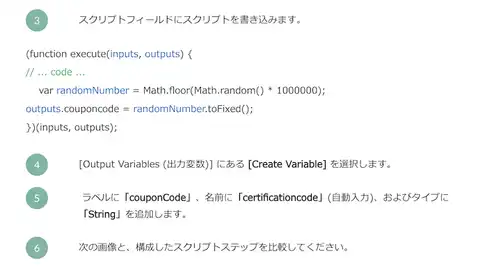 3 スクリプトフィールドにスクリプトを書き込みます。
(function execute(inputs, outputs) {
// ... code ...
var randomNumber = Math.floor(Math.random() * 1000000);
outputs.couponcode = randomNumber.toFixed();
})(inputs, outputs);
4 [Output Variables (出力変数)] にある [Create Variable] を選択します。
5 ラベルに「couponCode」、名前に「certificationcode」(自動入力)、およびタイプに
「String」を追加します。
6 次の画像と、構成したスクリプトステップを比較してください。